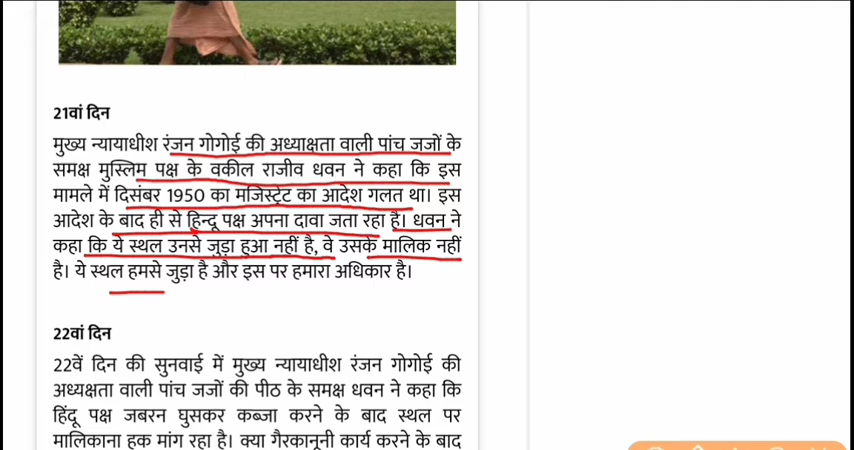 21वां दिन
मुख्य न्यायाधीश रंजन गोगोई की अध्याक्षता वाली पांच जजों के
समक्ष मुस्लिम पक्ष के वकील राजीव धवन ने कहा कि इस
मामले में दिसंबर 1950 का मजिस्ट्रेट का आदेश गलत था। इस
आदेश के बाद ही से हिन्दू पक्ष अपना दावा जता रहा है। धवन ने
कहा कि ये स्थल उनसे जुड़ा हुआ नहीं है, वे उसके मालिक नहीं
है। ये स्थल हमसे जुड़ा है और इस पर हमारा अधिकार है।
22वां दिन
22वें दिन की सुनवाई में मुख्य न्यायाधीश रंजन गोगोई की
अध्यक्षता वाली पांच जजों की पीठ के समक्ष धवन ने कहा कि
हिंदू पक्ष जबरन घुसकर कब्जा करने के बाद स्थल पर
मालिकाना हक मांग रहा है। क्या गैरकानूनी कार्य करने के बाद